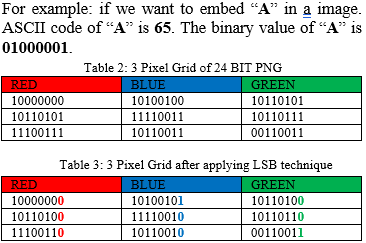 For example: if we want to embed “A” in a image.
ASCII code of “A” is 65. The binary value of “A” is
01000001.
Table 2: 3 Pixel Grid of 24 BIT PNG
RED BLUE GREEN
10000000 10100100 10110101
10110101 11110011 10110111
11100111 10110011 00110011
Table 3: 3 Pixel Grid after applying LSB technique
RED BLUE GREEN
10000000 10100101 10110100
10110100 11110010 10110110
11100110 10110010 00110011